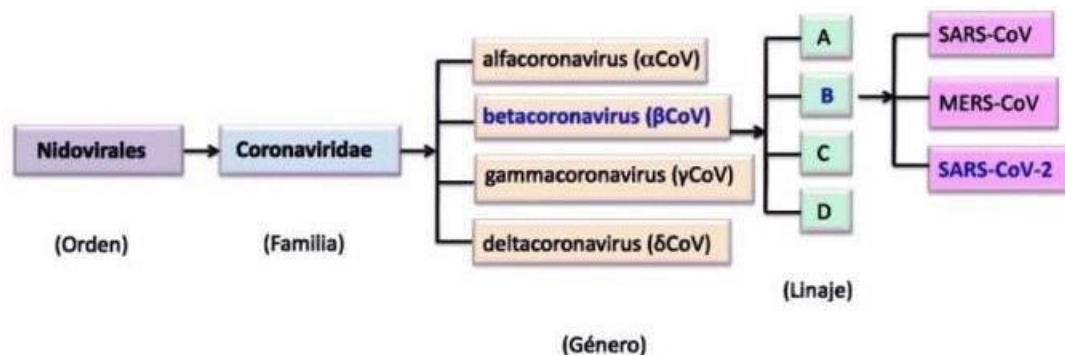 Nidovirales
(Orden)
Coronaviridae
(Familia)
alfacoronavirus (αCoV)
betacoronavirus (βCoV)
gammacoronavirus (γCoV)
deltacoronavirus (δCoV)
(Género)
A
B
C
D
(Linaje)
SARS-CoV
MERS-CoV
SARS-CoV-2